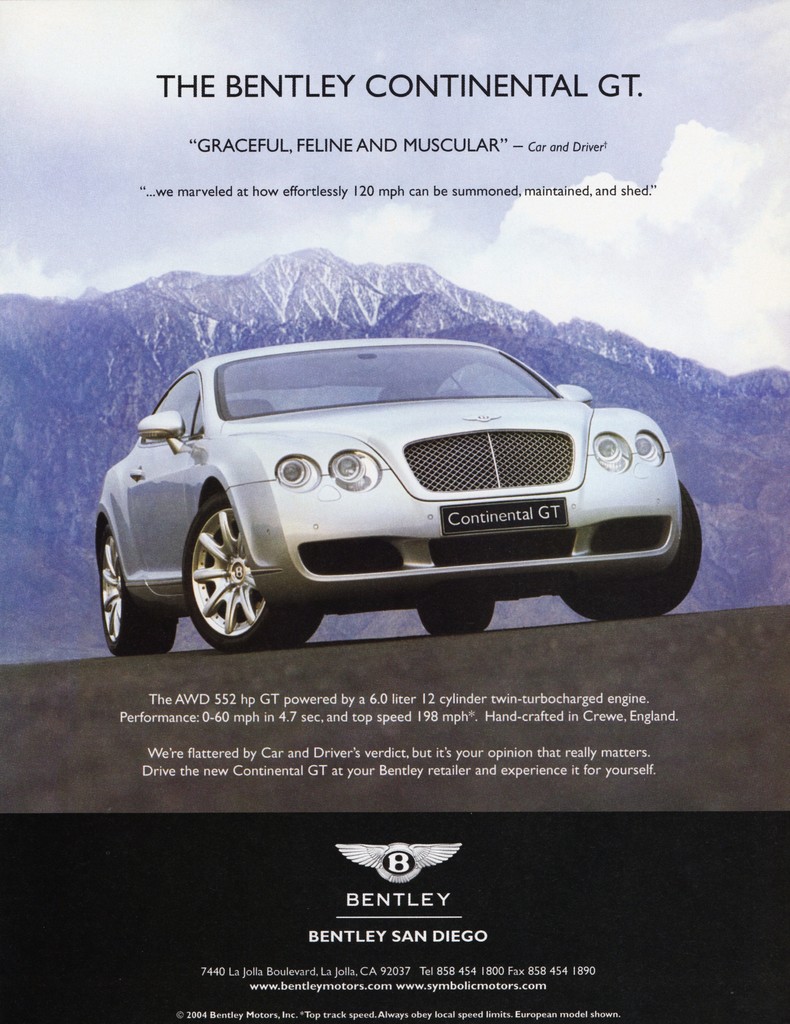 THE BENTLEY CONTINENTAL GT.
“GRACEFUL, FELINE AND MUSCULAR” – Car and Driver†
“...we marveled at how effortlessly 120 mph can be summoned, maintained, and shed.”
Continental GT
B
The AWD 552 hp GT powered by a 6.0 liter 12 cylinder twin-turbocharged engine.
Performance: 0-60 mph in 4.7 sec, and top speed 198 mph*. Hand-crafted in Crewe, England.
We're flattered by Car and Driver's verdict, but it's your opinion that really matters.
Drive the new Continental GT at your Bentley retailer and experience it for yourself.
B
BENTLEY
BENTLEY SAN DIEGO
7440 La Jolla Boulevard, La Jolla, CA 92037 Tel 858 454 1800 Fax 858 454 1890
www.bentleymotors.com www.symbolicmotors.com
© 2004 Bentley Motors, Inc. *Top track speed. Always obey local speed limits. European model shown.